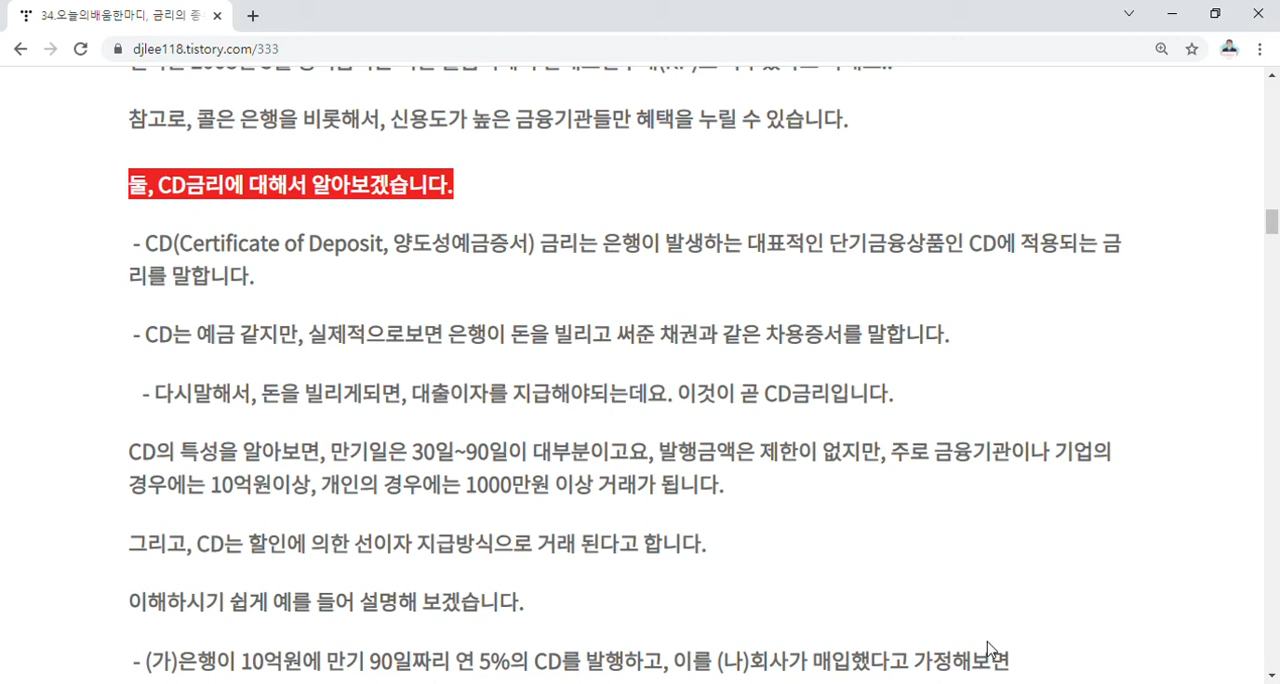 34.오늘의배움한마디, 금리의 종
djlee118.tistory.com/333
참고로, 콜은 은행을 비롯해서, 신용도가 높은 금융기관들만 혜택을 누릴 수 있습니다.
둘, CD금리에 대해서 알아보겠습니다.
- CD(Certificate of Deposit, 양도성예금증서) 금리는 은행이 발생하는 대표적인 단기금융상품인 CD에 적용되는 금
리를 말합니다.
- CD는 예금 같지만, 실제적으로보면 은행이 돈을 빌리고 써준 채권과 같은 차용증서를 말합니다.
- 다시말해서, 돈을 빌리게되면, 대출이자를 지급해야되는데요. 이것이 곧 CD금리입니다.
CD의 특성을 알아보면, 만기일은 30일~90일이 대부분이고요, 발행금액은 제한이 없지만, 주로 금융기관이나 기업의
경우에는 10억원이상, 개인의 경우에는 1000만원 이상 거래가 됩니다.
그리고, CD는 할인에 의한 선이자 지급방식으로 거래 된다고 합니다.
이해하시기 쉽게 예를 들어 설명해 보겠습니다.
- (가)은행이 10억원에 만기 90일짜리 연 5%의 CD를 발행하고, 이를 (나)회사가 매입했다고 가정해보면